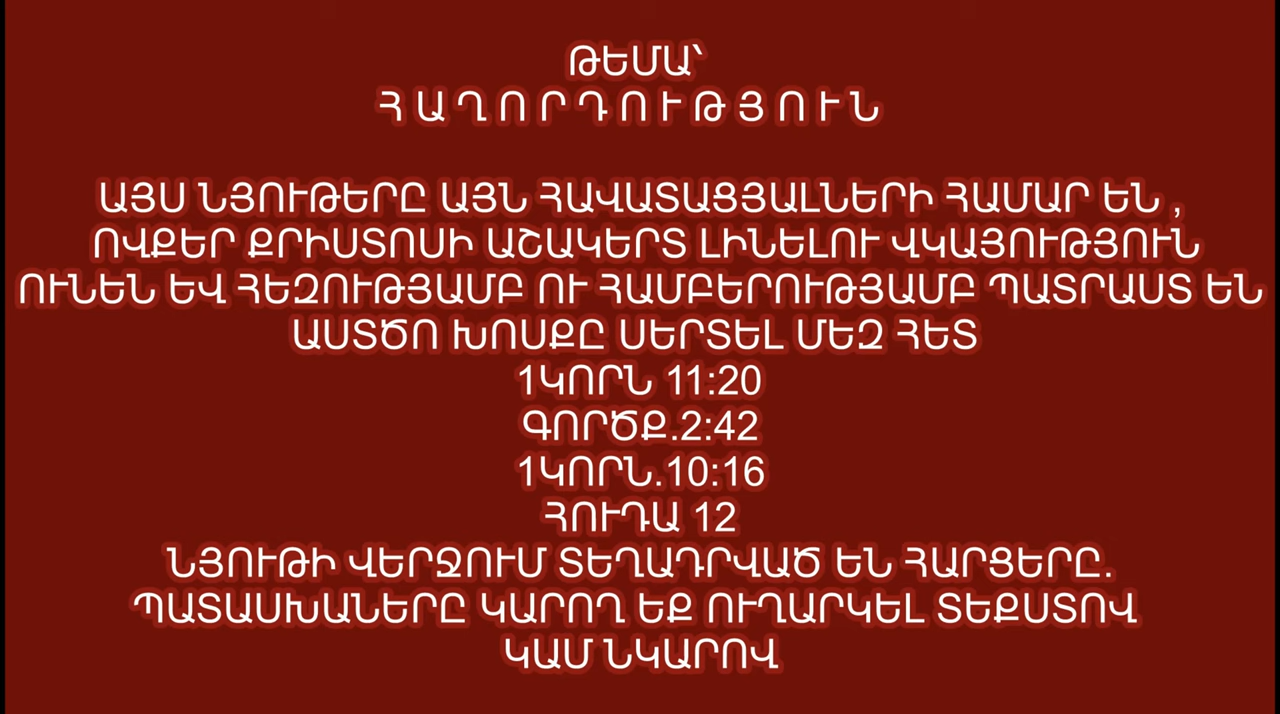 ԹԵՄԱ՝
Հ Ա Ղ Ո Ր Դ Ո Ւ Թ Յ Ո Ւ Ն
ԱՅՍ ՆՅՈՒԹԵՐԸ ԱՅՆ ՀԱՎԱՏԱՑՅԱԼՆԵՐԻ ՀԱՄԱՐ ԵՆ ,
ՈՎՔԵՐ ՔՐԻՍՏՈՍԻ ԱՇԱԿԵՐՏ ԼԻՆԵԼՈՒ ՎԿԱՅՈՒԹՅՈՒՆ
ՈՒՆԵՆ ԵՎ ՀԵԶՈՒԹՅԱՄԲ ՈՒ ՀԱՄԲԵՐՈՒԹՅԱՄԲ ՊԱՏՐԱՍՏ ԵՆ
ԱՍՏԾՈ ԽՈՍՔԸ ՍԵՐՏԵԼ ՄԵԶ ՀԵՏ
1ԿՈՐՆ 11:20
ԳՈՐԾՔ.2:42
1ԿՈՐՆ.10:16
ՀՈՒԴԱ 12
ՆՅՈՒԹԻ ՎԵՐՋՈՒՄ ՏԵՂԱԴՐՎԱԾ ԵՆ ՀԱՐՑԵՐԸ.
ՊԱՏԱՍԽԱՆԵՐԸ ԿԱՐՈՂ ԵՔ ՈՒՂԱՐԿԵԼ ՏԵՔՍՏՈՎ
ԿԱՄ ՆԿԱՐՈՎ